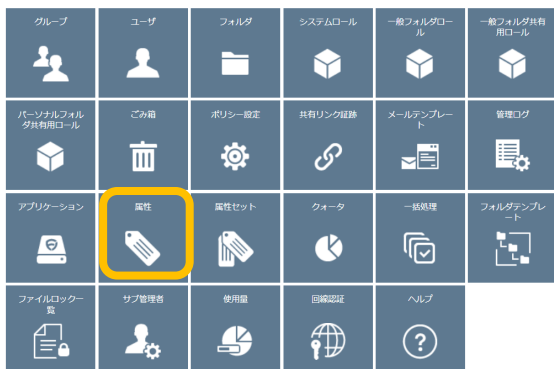 グループ
ユーザ
フォルダ
システムロール
一般フォルダロー
ル
一般フォルダ共有
用ロール
パーソナルフォル
ダ共有用ロール
ごみ箱
ポリシー設定
共有リンク証跡
メールテンプレー
ト
管理ログ
アプリケーション
属性
属性セット
クォータ
一括処理
フォルダテンプレ
ート
ファイルロック一
覧
サブ管理者
使用量
回線認証
ヘルプ